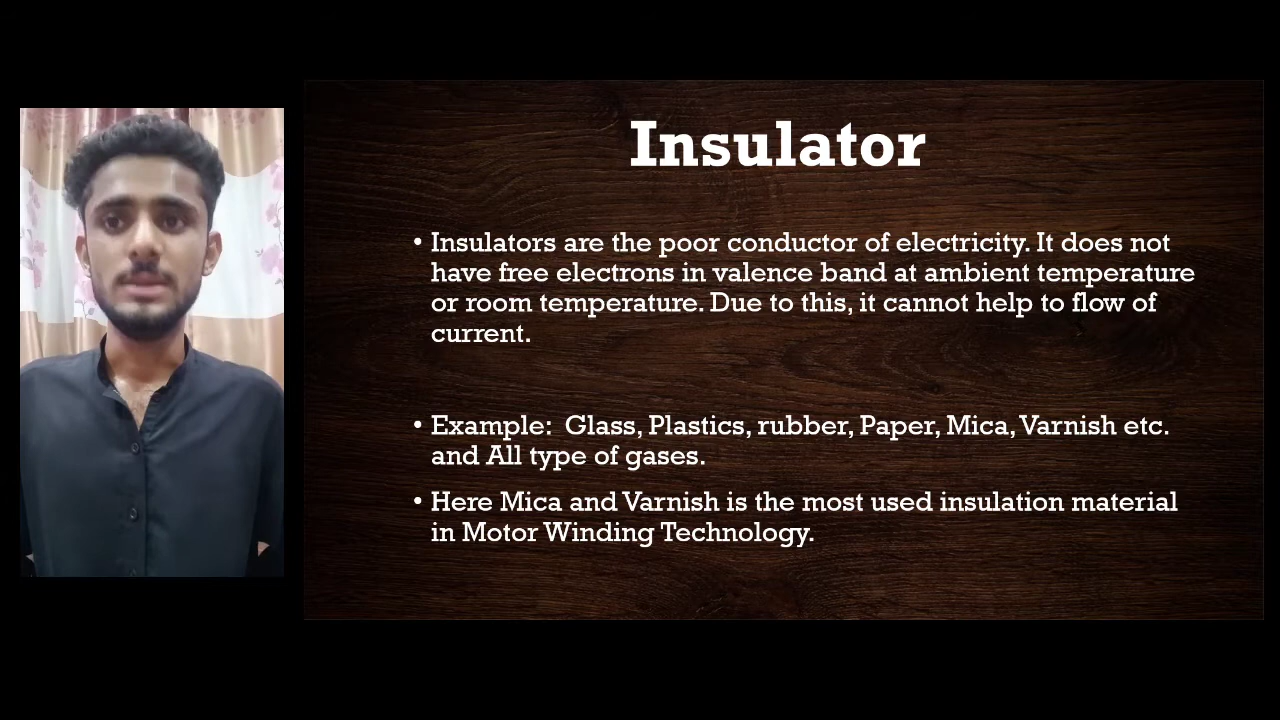 Insulator
• Insulators are the poor conductor of electricity. It does not
have free electrons in valence band at ambient temperature
or room temperature. Due to this, it cannot help to flow of
current.
• Example:  Glass, Plastics, rubber, Paper, Mica, Varnish etc.
and All type of gases.
• Here Mica and Varnish is the most used insulation material
in Motor Winding Technology.